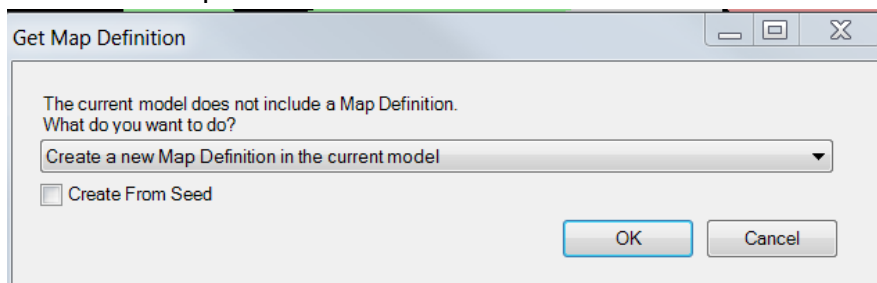 Get Map Definition
The current model does not include a Map Definition.
What do you want to do?
Create a new Map Definition in the current model
Create From Seed
OK Cancel